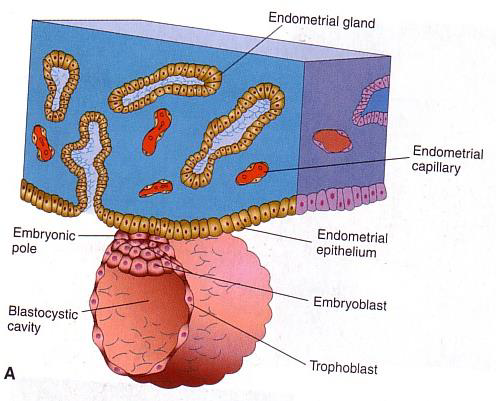 Endometrial gland
Endometrial
capillary
Embryonic
pole
Endometrial
epithelium
Embryoblast
Blastocystic
cavity
Trophoblast
A